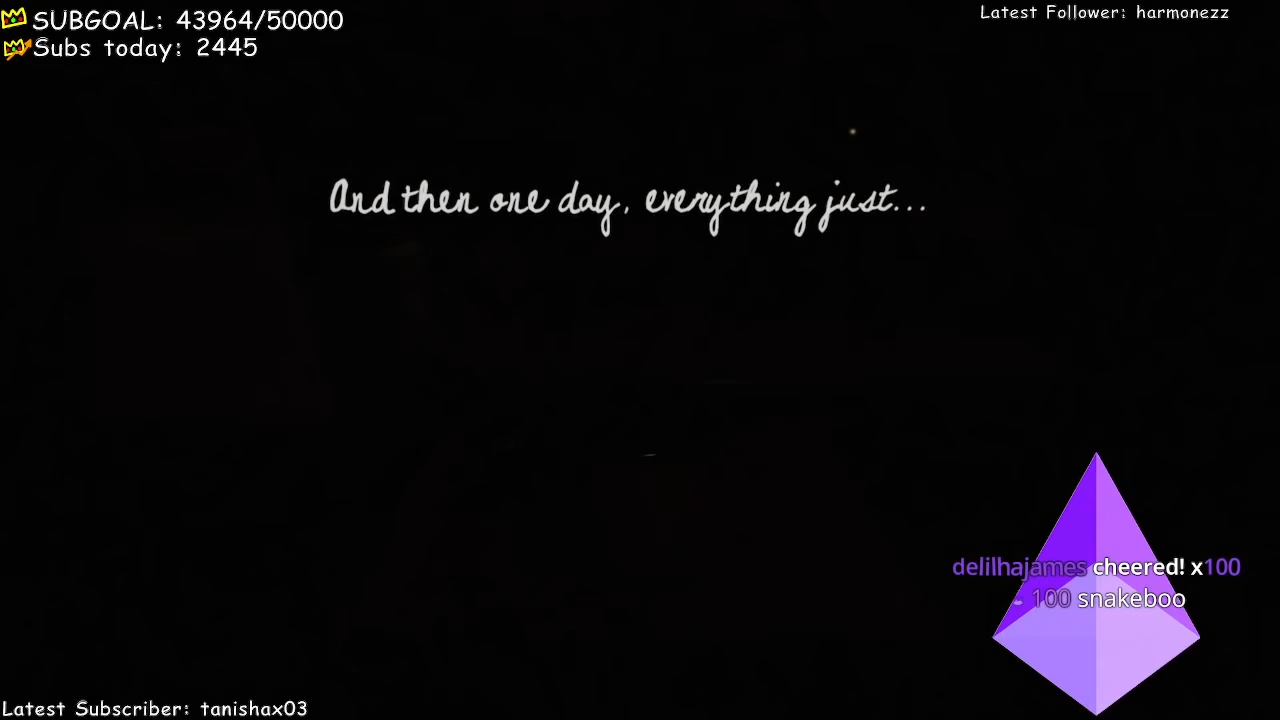 SUBGOAL: 43964/50000
Subs today: 2445
Latest Follower: harmonezz
And then one day, everything just...
delilhajames cheered! x100
100 snakeboo
Latest Subscriber: tanishax03